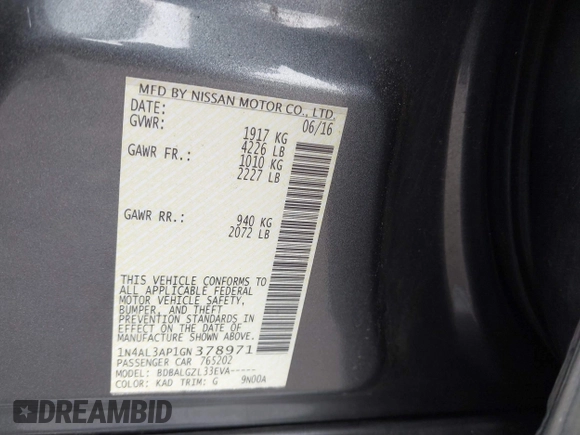 MFD BY NISSAN MOTOR CO., LTD.
DATE: 06/16
GVWR: 1917 KG
4226 LB
GAWR FR.: 1010 KG
2227 LB
GAWR RR.: 940 KG
2072 LB
THIS VEHICLE CONFORMS TO
ALL APPLICABLE FEDERAL
MOTOR VEHICLE SAFETY,
BUMPER, AND THEFT
PREVENTION STANDARDS IN
EFFECT ON THE DATE OF
MANUFACTURE SHOWN ABOVE.
1N4AL3AP1GN378971
PASSENGER CAR 765202
MODEL: BDBALGZL33EVA-----
COLOR: KAD TRIM: G 9N00A
DREAMBID